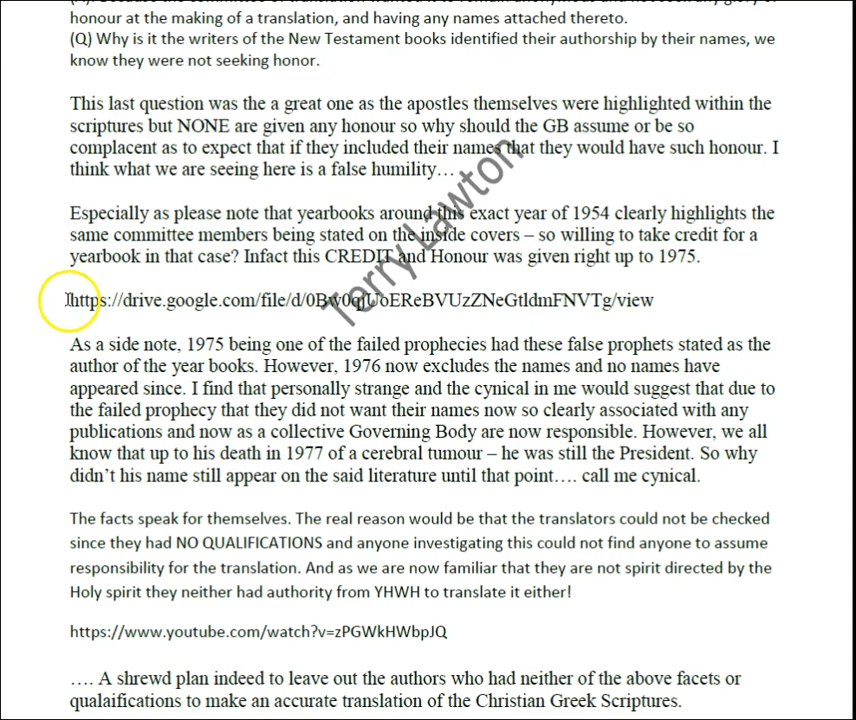 honour at the making of a translation, and having any names attached thereto.
(Q) Why is it the writers of the New Testament books identified their authorship by their names, we
know they were not seeking honor.
This last question was the a great one as the apostles themselves were highlighted within the
scriptures but NONE are given any honour so why should the GB assume or be so
complacent as to expect that if they included their names that they would have such honour. I
think what we are seeing here is a false humility…
Especially as please note that yearbooks around this exact year of 1954 clearly highlights the
same committee members being stated on the inside covers – so willing to take credit for a
yearbook in that case? Infact this CREDIT and Honour was given right up to 1975.
Terry Lawton
https://drive.google.com/file/d/0Bw0qjUoEReBVUzZNeGtldmFNVTg/view
As a side note, 1975 being one of the failed prophecies had these false prophets stated as the
author of the year books. However, 1976 now excludes the names and no names have
appeared since. I find that personally strange and the cynical in me would suggest that due to
the failed prophecy that they did not want their names now so clearly associated with any
publications and now as a collective Governing Body are now responsible. However, we all
know that up to his death in 1977 of a cerebral tumour – he was still the President. So why
didn't his name still appear on the said literature until that point…. call me cynical.
The facts speak for themselves. The real reason would be that the translators could not be checked
since they had NO QUALIFICATIONS and anyone investigating this could not find anyone to assume
responsibility for the translation. And as we are now familiar that they are not spirit directed by the
Holy spirit they neither had authority from YHWH to translate it either!
https://www.youtube.com/watch?v=zPGWkHWbpJQ
…. A shrewd plan indeed to leave out the authors who had neither of the above facets or
qualaifications to make an accurate translation of the Christian Greek Scriptures.